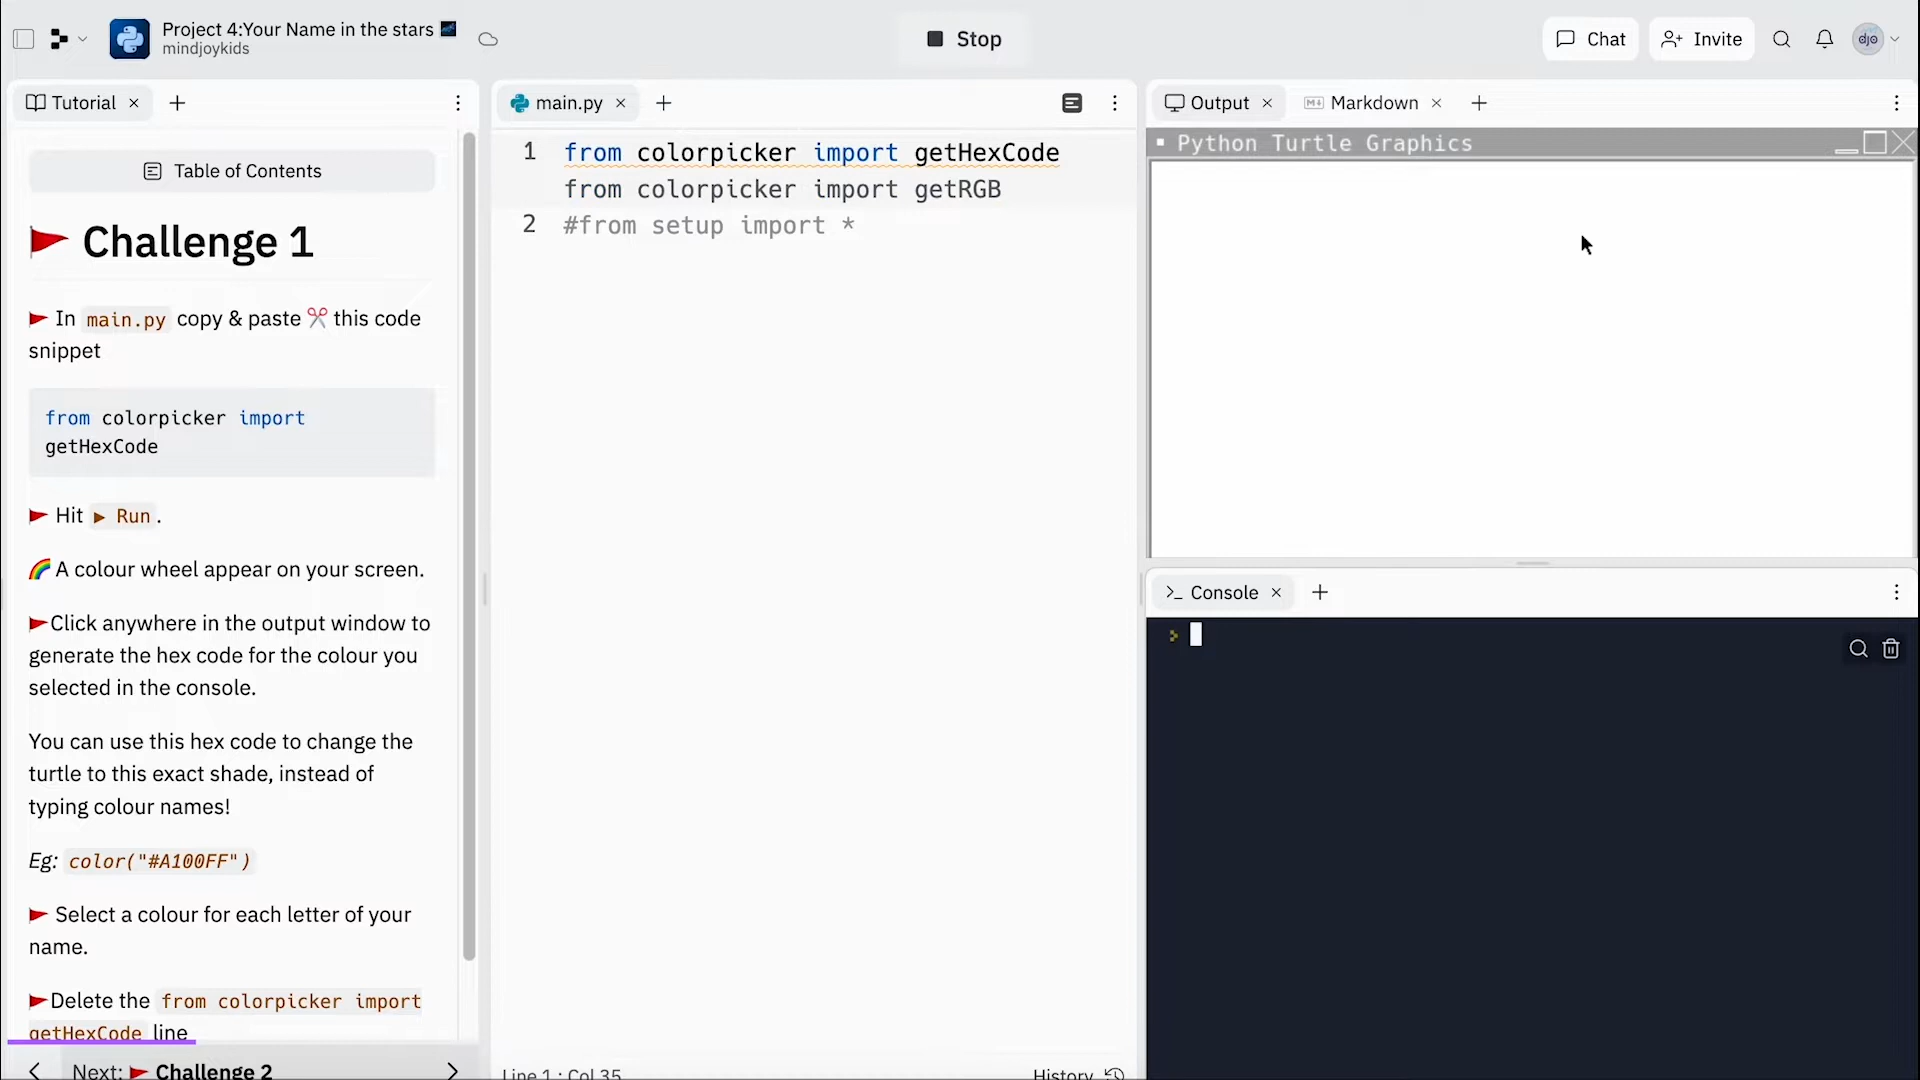 Project 4:Your Name in the stars
mindjoykids
Stop
Chat
Invite
djo
Tutorial
Table of Contents
Challenge 1
In main.py copy & paste this code
snippet
from colorpicker import
getHexCode
Hit ▶ Run.
A colour wheel appear on your screen.
Click anywhere in the output window to
generate the hex code for the colour you
selected in the console.
You can use this hex code to change the
turtle to this exact shade, instead of
typing colour names!
Eg: color("#A100FF")
Select a colour for each letter of your
name.
Delete the from colorpicker import
getHexCode line
Next: Challenge 2
main.py
1 from colorpicker import getHexCode
from colorpicker import getRGB
2 #from setup import *
Line 1 : Col 35
History
Output
Markdown
Python Turtle Graphics
Console